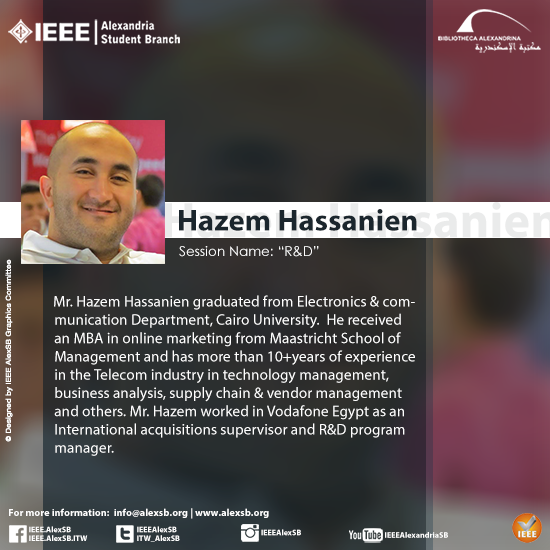 IEEE
Alexandria
Student Branch
BIBLIOTHECA ALEXANDRINA
مكتبة الإسكندرية
Hazem Hassanien
Session Name: “R&D”
Mr. Hazem Hassanien graduated from Electronics & com-
munication Department, Cairo University.  He received
an MBA in online marketing from Maastricht School of
Management and has more than 10+years of experience
in the Telecom industry in technology management,
business analysis, supply chain & vendor management
and others. Mr. Hazem worked in Vodafone Egypt as an
International acquisitions supervisor and R&D program
manager.
© Designed by IEEE AlexSB Graphics Committee
For more information:  info@alexsb.org | www.alexsb.org
IEEE.AlexSB
IEEE.AlexSB.ITW
IEEEAlexSB
ITW_AlexSB
IEEEAlexSB
YouTube IEEEAlexandriaSB
IEEE